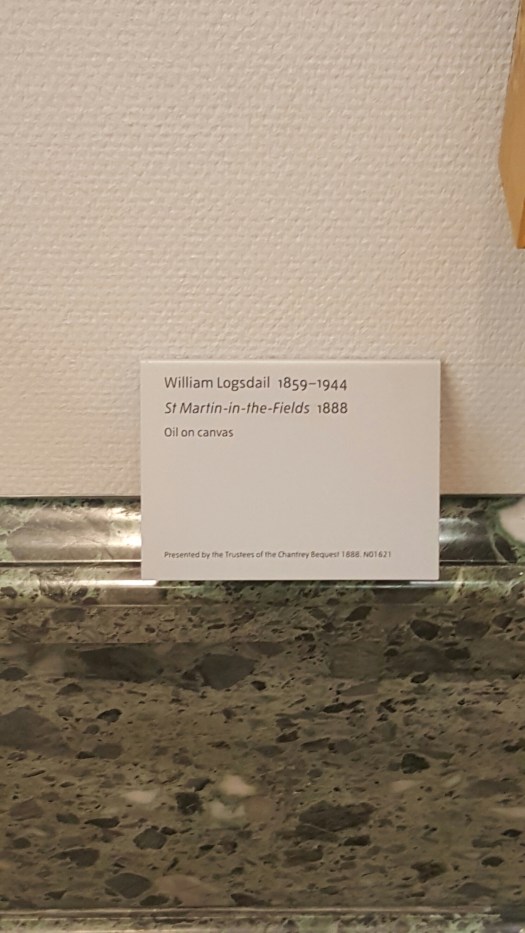 William Logsdail 1859–1944
St Martin-in-the-Fields 1888
Oil on canvas
Presented by the Trustees of the Chantrey Bequest 1888. N01621